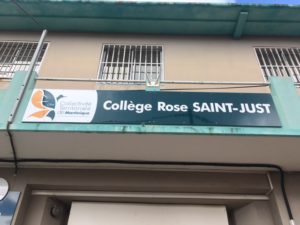 Collectivité
Territoriale
DE Martinique
Collège Rose SAINT-JUST